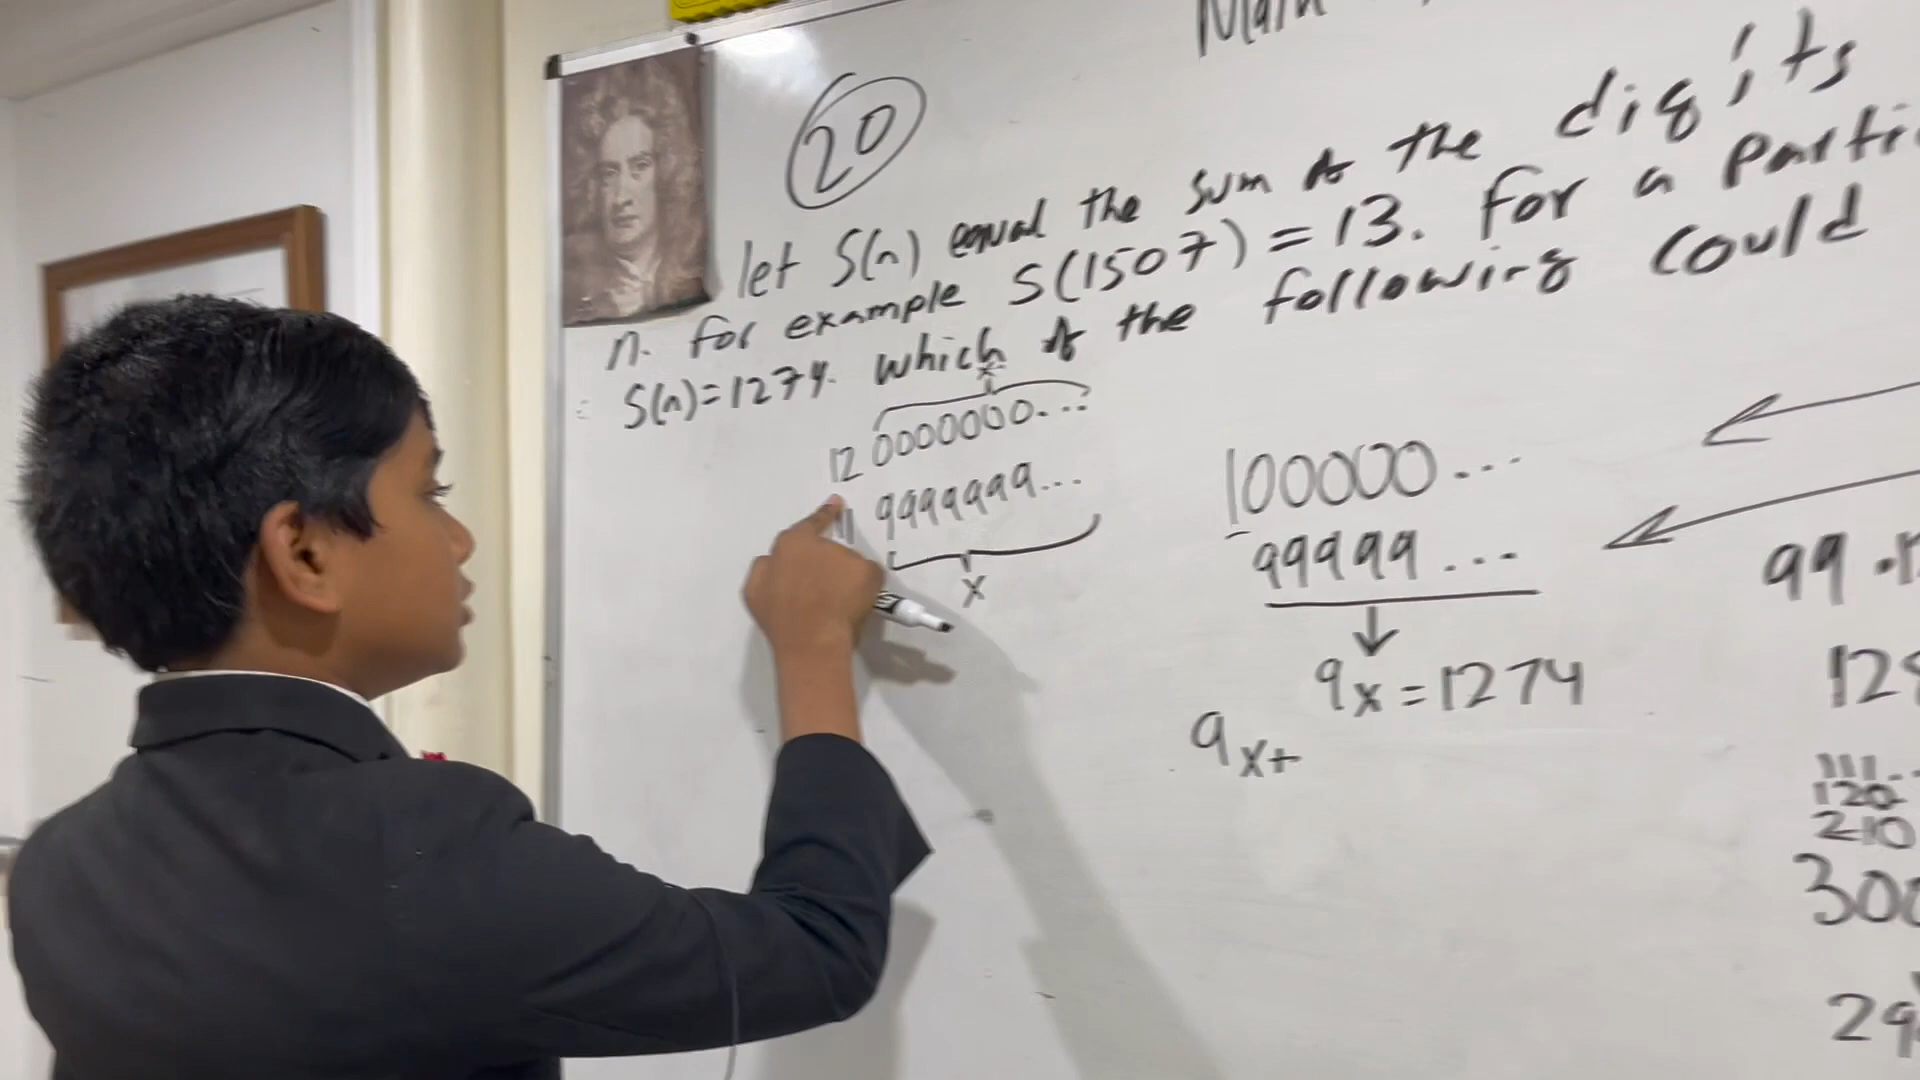 20
let S(n) equal the sum of the digits
n. for example S(1507) = 13. for a parti
S(n)=1274. which of the following could
x
12 0000000...
11 9999999...
x
100000...
- 99999...
9x = 1274
9x+
99
128
111..
120
210
300
29